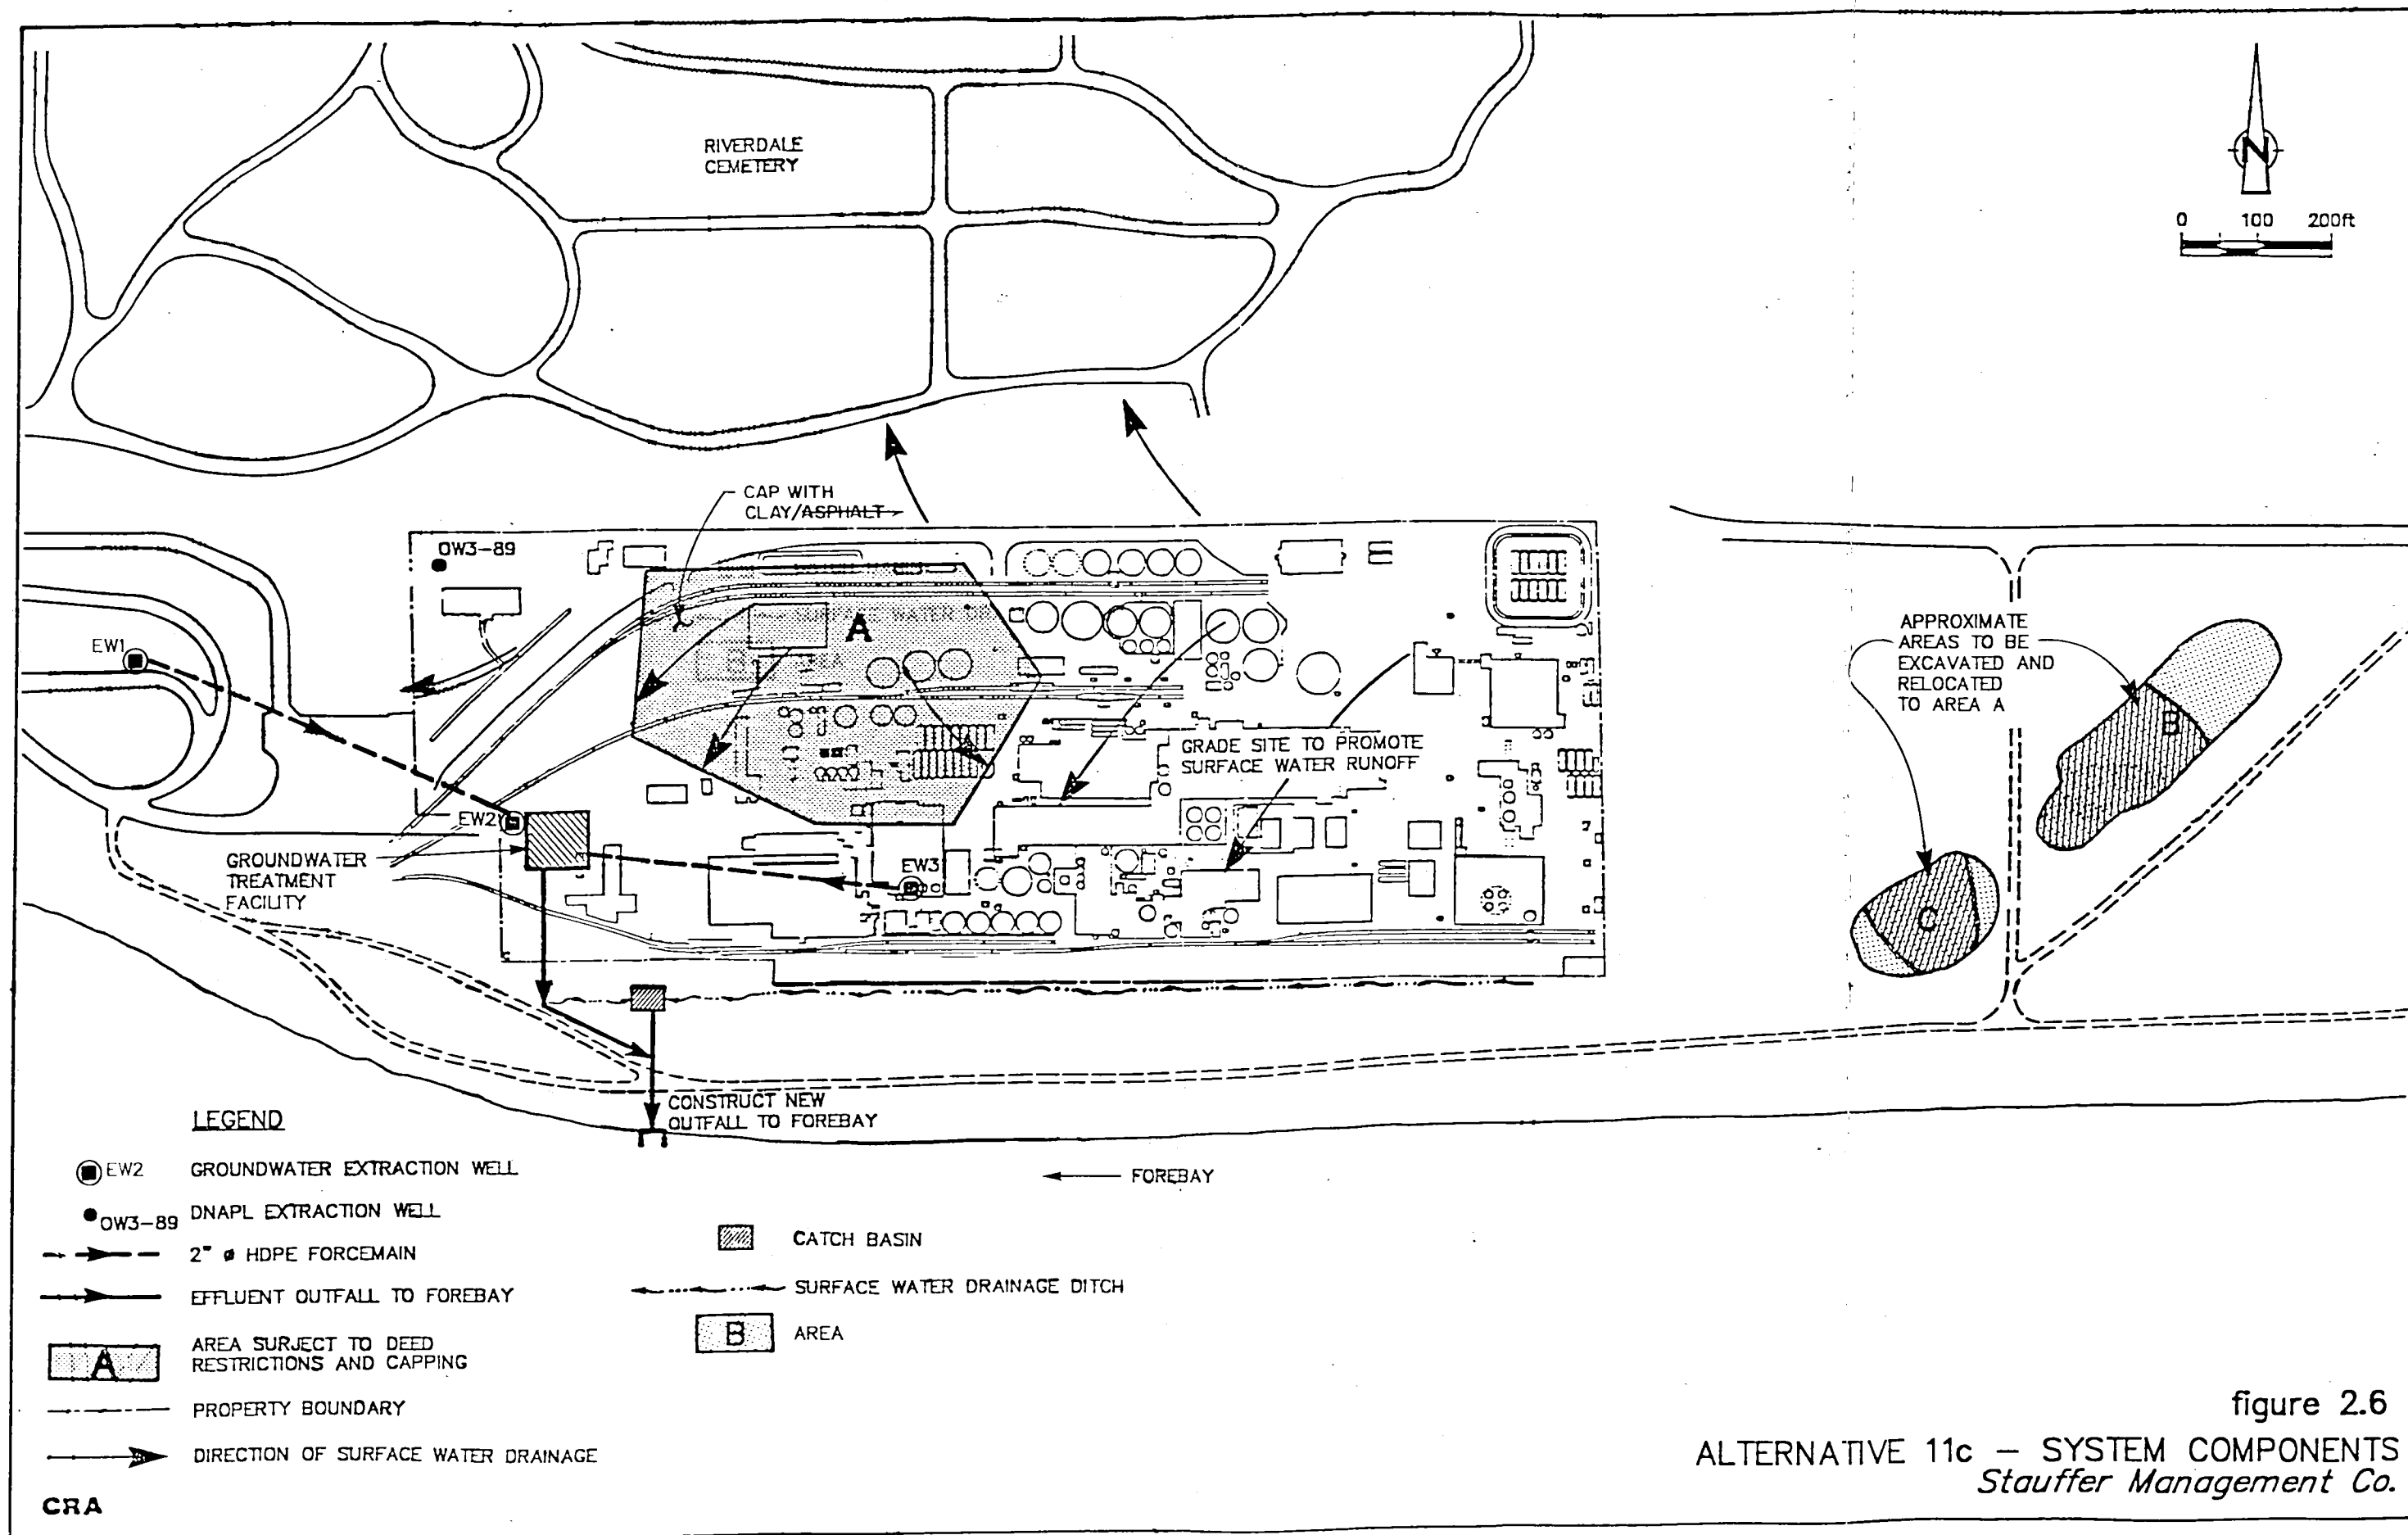 RIVERDALE
CEMETERY
N
0 100 200ft
CAP WITH
CLAY/ASPHALT
OW3-89
A
WATER
EW1
APPROXIMATE
AREAS TO BE
EXCAVATED AND
RELOCATED
TO AREA A
B
GRADE SITE TO PROMOTE
SURFACE WATER RUNOFF
EW2
GROUNDWATER
TREATMENT
FACILITY
EW3
C
CONSTRUCT NEW
OUTFALL TO FOREBAY
FOREBAY
LEGEND
EW2 GROUNDWATER EXTRACTION WELL
OW3-89 DNAPL EXTRACTION WELL
2" ø HDPE FORCEMAIN
EFFLUENT OUTFALL TO FOREBAY
A AREA SURJECT TO DEED
RESTRICTIONS AND CAPPING
PROPERTY BOUNDARY
DIRECTION OF SURFACE WATER DRAINAGE
CATCH BASIN
SURFACE WATER DRAINAGE DITCH
B AREA
figure 2.6
ALTERNATIVE 11c — SYSTEM COMPONENTS
Stauffer Management Co.
CRA